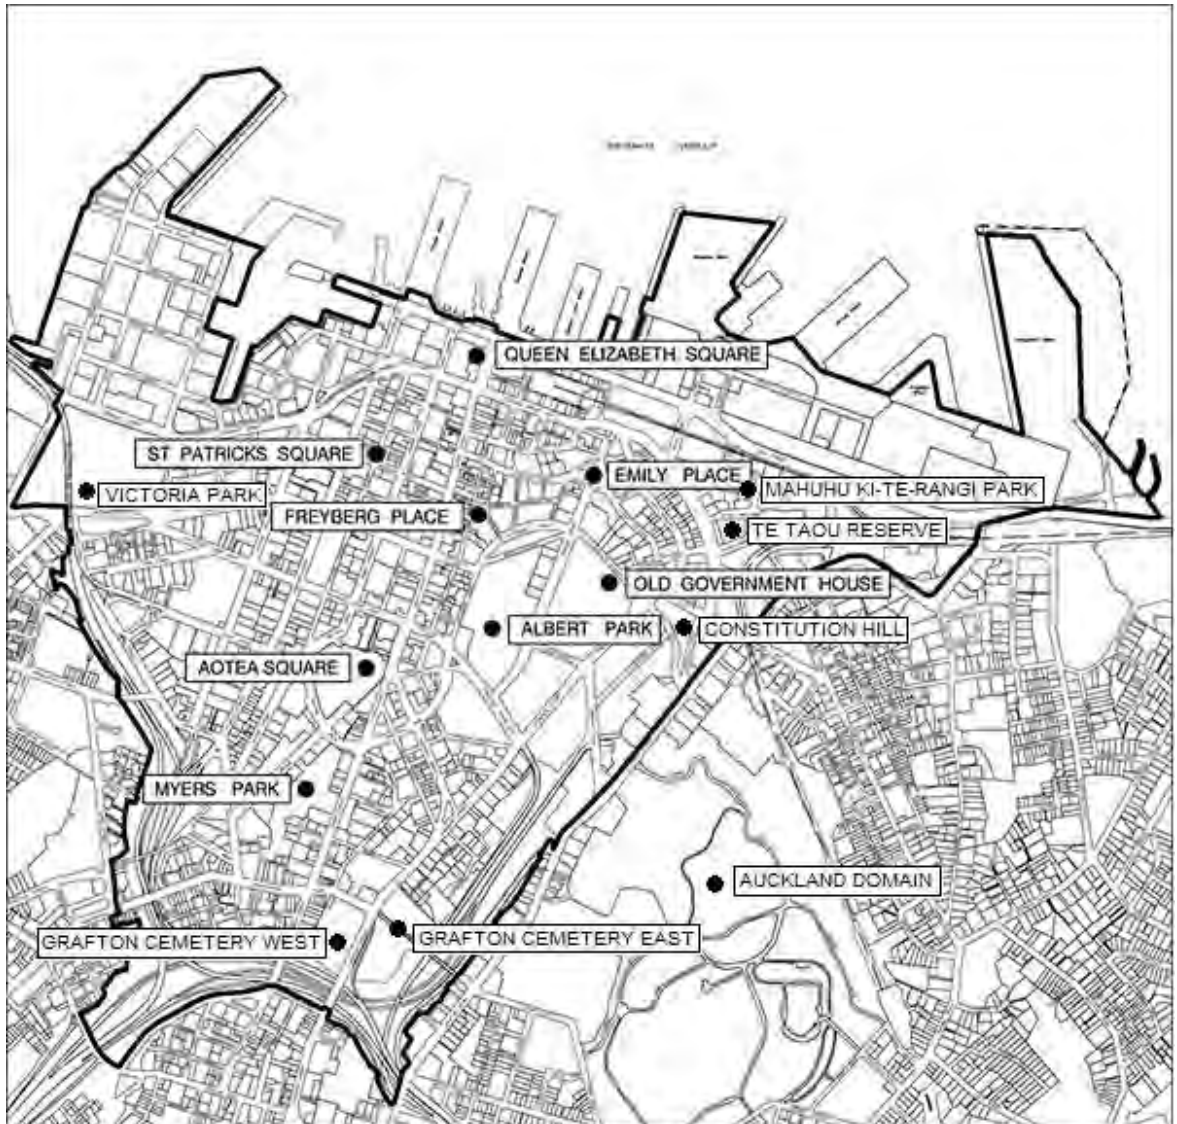 QUEEN ELIZABETH SQUARE
ST PATRICKS SQUARE
EMILY PLACE
VICTORIA PARK
MAHUHU KI-TE-RANGI PARK
FREYBERG PLACE
TE TAOU RESERVE
OLD GOVERNMENT HOUSE
ALBERT PARK
CONSTITUTION HILL
AOTEA SQUARE
MYERS PARK
AUCKLAND DOMAIN
GRAFTON CEMETERY WEST
GRAFTON CEMETERY EAST